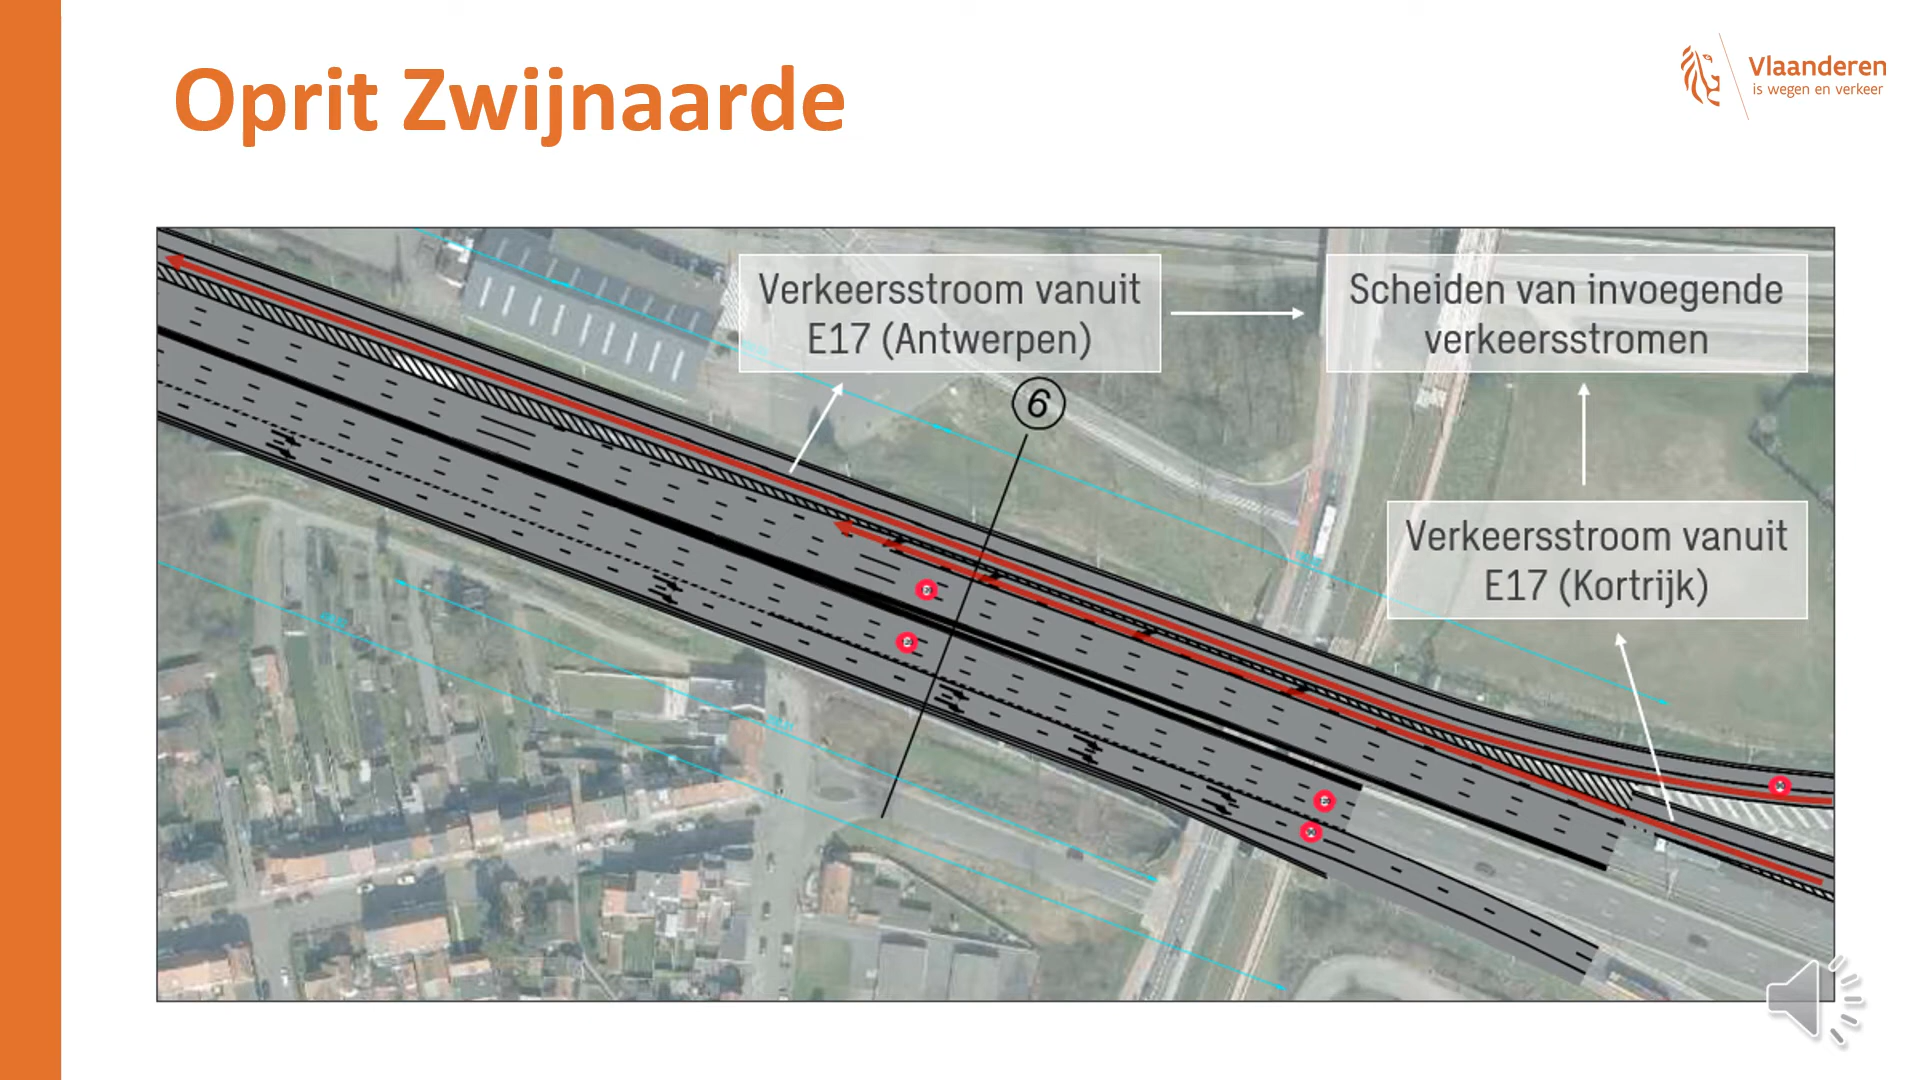 Oprit Zwijnaarde
Vlaanderen
is wegen en verkeer
Verkeersstroom vanuit
E17 (Antwerpen)
Scheiden van invoegende
verkeersstromen
6
Verkeersstroom vanuit
E17 (Kortrijk)